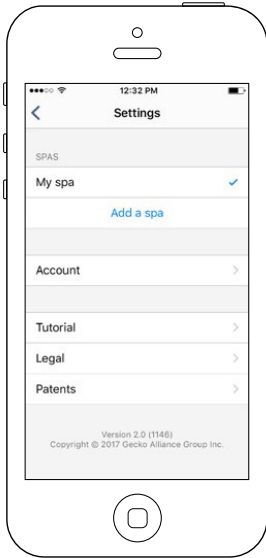 12:32 PM
Settings
SPAS
My spa
Add a spa
Account
Tutorial
Legal
Patents
Version 2.0 (1146)
Copyright © 2017 Gecko Alliance Group Inc.